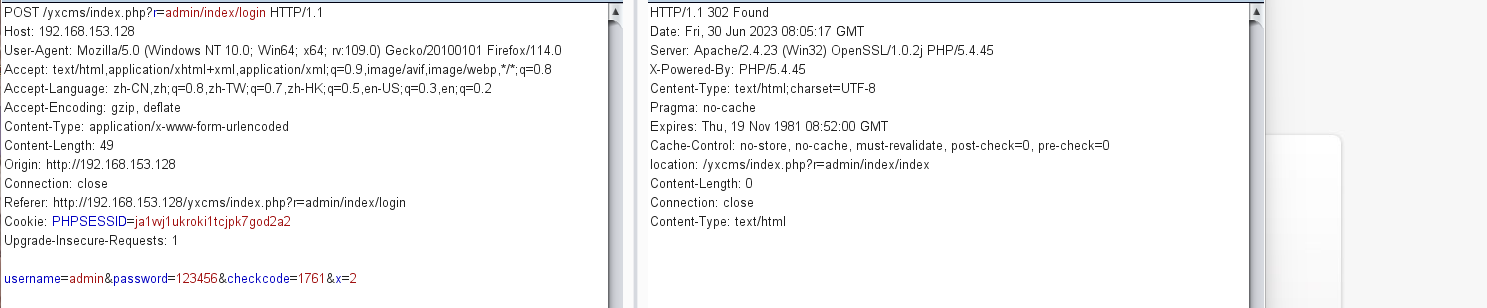 POST /yxcms/index.php?r=admin/index/login HTTP/1.1
Host: 192.168.153.128
User-Agent: Mozilla/5.0 (Windows NT 10.0; Win64; x64; rv:109.0) Gecko/20100101 Firefox/114.0
Accept: text/html,application/xhtml+xml,application/xml;q=0.9,image/avif,image/webp,*/*;q=0.8
Accept-Language: zh-CN,zh;q=0.8,zh-TW;q=0.7,zh-HK;q=0.5,en-US;q=0.3,en;q=0.2
Accept-Encoding: gzip, deflate
Content-Type: application/x-www-form-urlencoded
Content-Length: 49
Origin: http://192.168.153.128
Connection: close
Referer: http://192.168.153.128/yxcms/index.php?r=admin/index/login
Cookie: PHPSESSID=ja1vvj1ukroki1tcjpk7god2a2
Upgrade-Insecure-Requests: 1
username=admin&password=123456&checkcode=1761&x=2
HTTP/1.1 302 Found
Date: Fri, 30 Jun 2023 08:05:17 GMT
Server: Apache/2.4.23 (Win32) OpenSSL/1.0.2j PHP/5.4.45
X-Powered-By: PHP/5.4.45
Centent-Type: text/html;charset=UTF-8
Pragma: no-cache
Expires: Thu, 19 Nov 1981 08:52:00 GMT
Cache-Control: no-store, no-cache, must-revalidate, post-check=0, pre-check=0
location: /yxcms/index.php?r=admin/index/index
Content-Length: 0
Connection: close
Content-Type: text/html